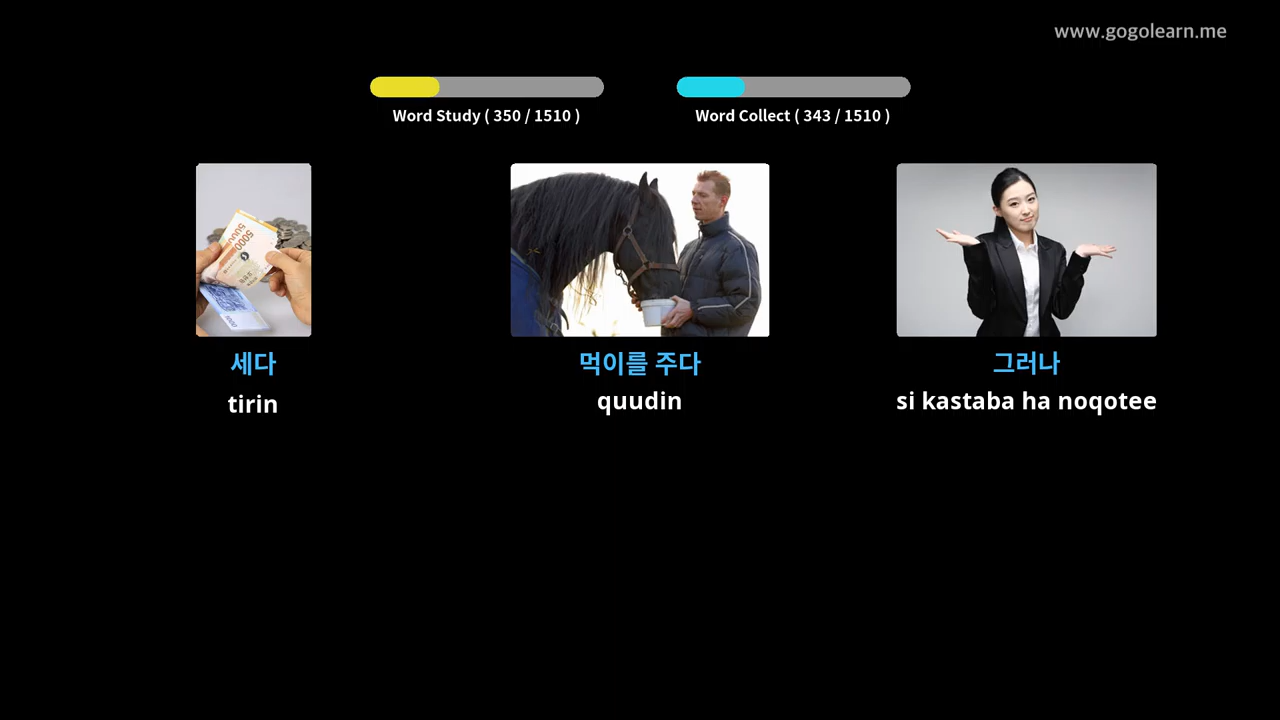 www.gogolearn.me
Word Study ( 350 / 1510 )
Word Collect ( 343 / 1510 )
세다
tirin
먹이를 주다
quudin
그러나
si kastaba ha noqotee